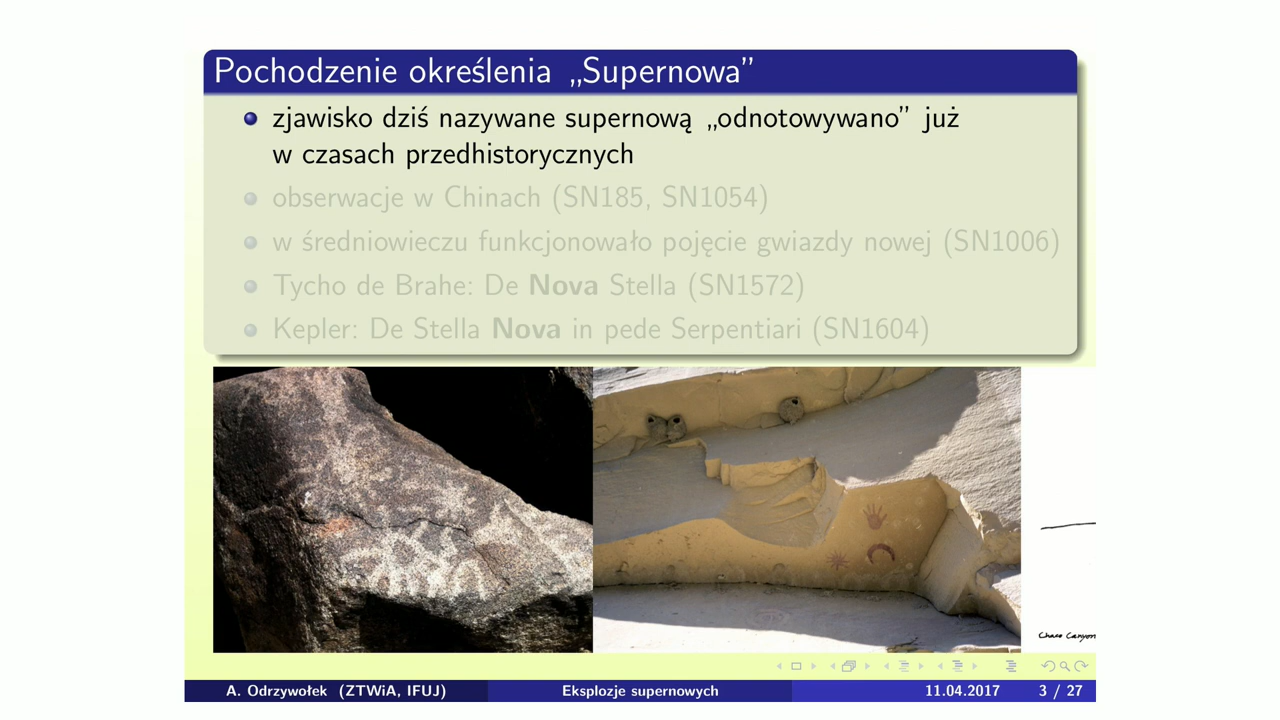 Pochodzenie określenia „Supernowa”
zjawisko dziś nazywane supernową „odnotowywano” już
w czasach przedhistorycznych
obserwacje w Chinach (SN185, SN1054)
w średniowieczu funkcjonowało pojęcie gwiazdy nowej (SN1006)
Tycho de Brahe: De Nova Stella (SN1572)
Kepler: De Stella Nova in pede Serpentiari (SN1604)
Chaco Canyon
A. Odrzywołek (ZTWiA, IFUJ) Eksplozje supernowych 11.04.2017 3 / 27